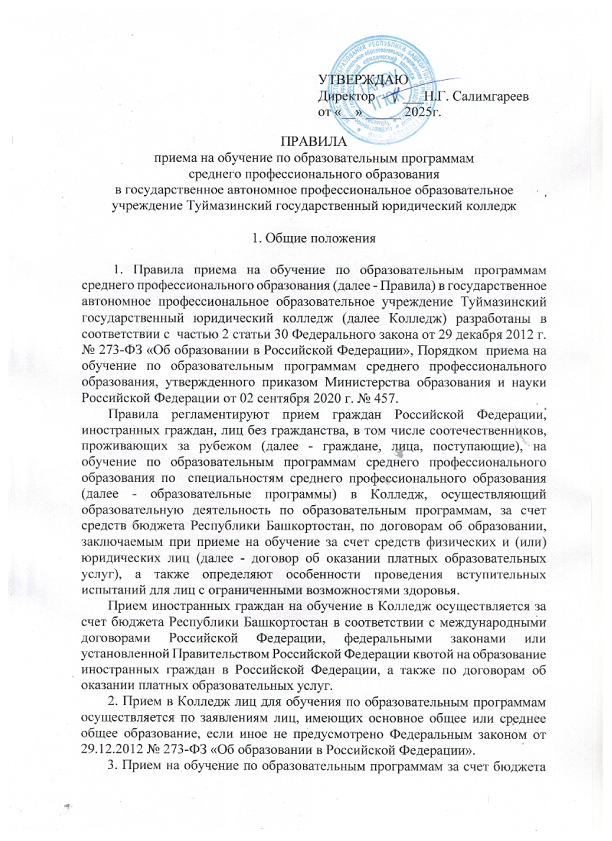 УТВЕРЖДАЮ
Директор Н.Г. Салимгареев
от «__»_____ 2025г.
ПРАВИЛА
приема на обучение по образовательным программам
среднего профессионального образования
в государственное автономное профессиональное образовательное
учреждение Туймазинский государственный юридический колледж
1. Общие положения
1. Правила приема на обучение по образовательным программам
среднего профессионального образования (далее - Правила) в государственное
автономное профессиональное образовательное учреждение Туймазинский
государственный юридический колледж (далее Колледж) разработаны в
соответствии с частью 2 статьи 30 Федерального закона от 29 декабря 2012 г.
№ 273-ФЗ «Об образовании в Российской Федерации», Порядком приема на
обучение по образовательным программам среднего профессионального
образования, утвержденного приказом Министерства образования и науки
Российской Федерации от 02 сентября 2020 г. № 457.
Правила регламентируют прием граждан Российской Федерации,
иностранных граждан, лиц без гражданства, в том числе соотечественников,
проживающих за рубежом (далее - граждане, лица, поступающие), на
обучение по образовательным программам среднего профессионального
образования по специальностям среднего профессионального образования
(далее - образовательные программы) в Колледж, осуществляющий
образовательную деятельность по образовательным программам, за счет
средств бюджета Республики Башкортостан, по договорам об образовании,
заключаемым при приеме на обучение за счет средств физических и (или)
юридических лиц (далее - договор об оказании платных образовательных
услуг), а также определяют особенности проведения вступительных
испытаний для лиц с ограниченными возможностями здоровья.
Прием иностранных граждан на обучение в Колледж осуществляется за
счет бюджета Республики Башкортостан в соответствии с международными
договорами Российской Федерации, федеральными законами или
установленной Правительством Российской Федерации квотой на образование
иностранных граждан в Российской Федерации, а также по договорам об
оказании платных образовательных услуг.
2. Прием в Колледж лиц для обучения по образовательным программам
осуществляется по заявлениям лиц, имеющих основное общее или среднее
общее образование, если иное не предусмотрено Федеральным законом от
29.12.2012 № 273-ФЗ «Об образовании в Российской Федерации».
3. Прием на обучение по образовательным программам за счет бюджета